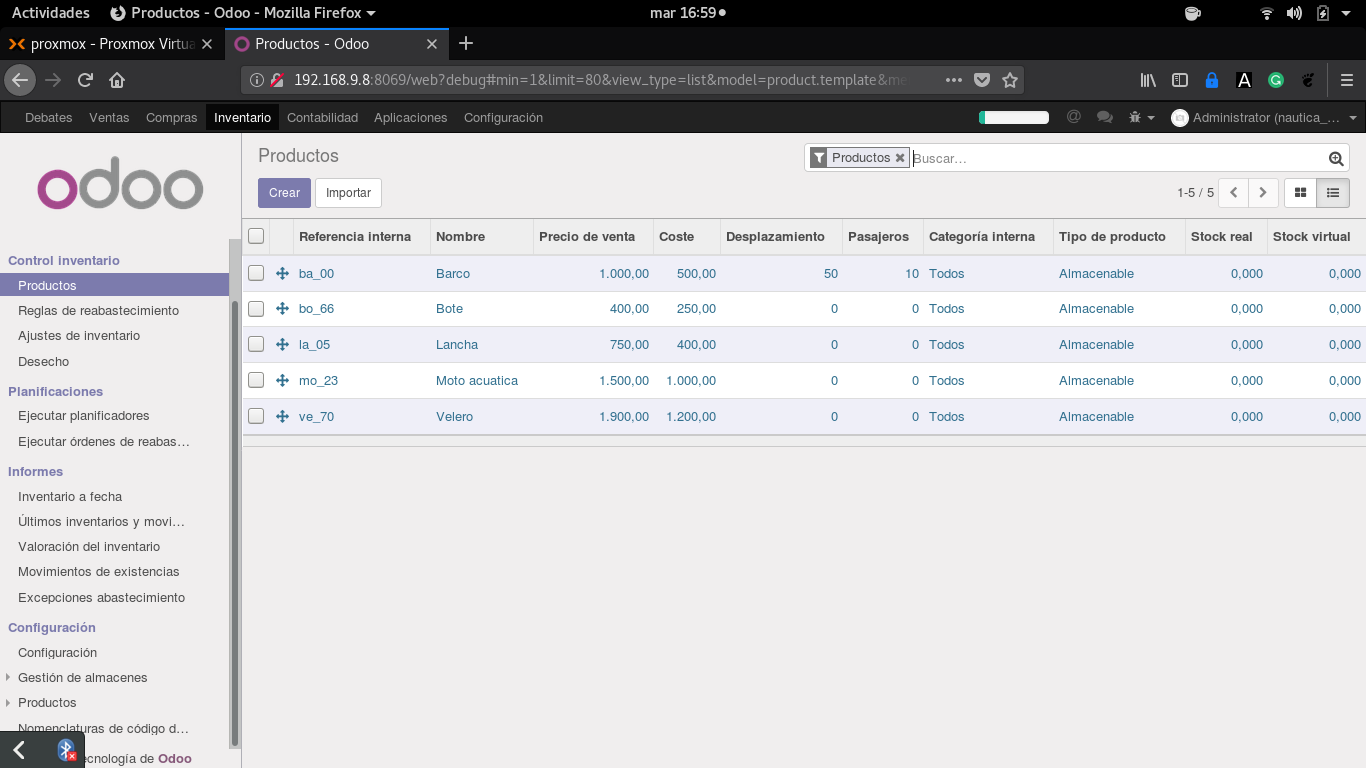 Actividades Productos - Odoo - Mozilla Firefox mar 16:59
proxmox - Proxmox Virtua Productos - Odoo
192.168.9.8:8069/web?debug#min=1&limit=80&view_type=list&model=product.template&me
Debates Ventas Compras Inventario Contabilidad Aplicaciones Configuración @ Administrator (nautica_...
odoo
Control inventario
Productos
Reglas de reabastecimiento
Ajustes de inventario
Desecho
Planificaciones
Ejecutar planificadores
Ejecutar órdenes de reabas...
Informes
Inventario a fecha
Últimos inventarios y movi...
Valoración del inventario
Movimientos de existencias
Excepciones abastecimiento
Configuración
Configuración
Gestión de almacenes
Productos
Nomenclaturas de código d...
ecnología de Odoo
Productos
Productos Buscar...
Crear Importar 1-5 / 5
Referencia interna Nombre Precio de venta Coste Desplazamiento Pasajeros Categoría interna Tipo de producto Stock real Stock virtual
ba_00 Barco 1.000,00 500,00 50 10 Todos Almacenable 0,000 0,000
bo_66 Bote 400,00 250,00 0 0 Todos Almacenable 0,000 0,000
la_05 Lancha 750,00 400,00 0 0 Todos Almacenable 0,000 0,000
mo_23 Moto acuatica 1.500,00 1.000,00 0 0 Todos Almacenable 0,000 0,000
ve_70 Velero 1.900,00 1.200,00 0 0 Todos Almacenable 0,000 0,000